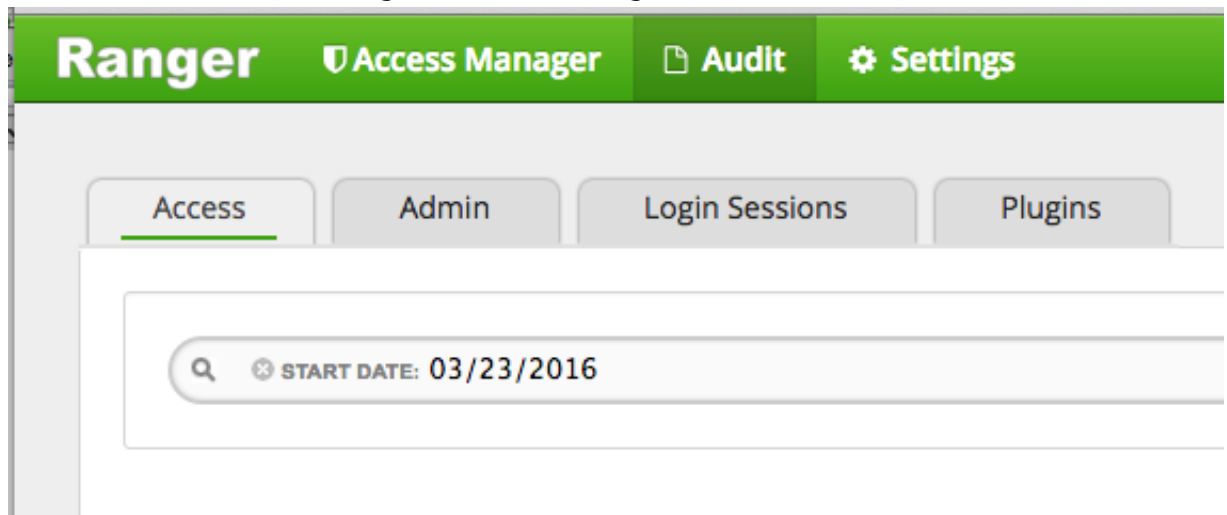 Ranger Access Manager Audit Settings
Access Admin Login Sessions Plugins
START DATE: 03/23/2016